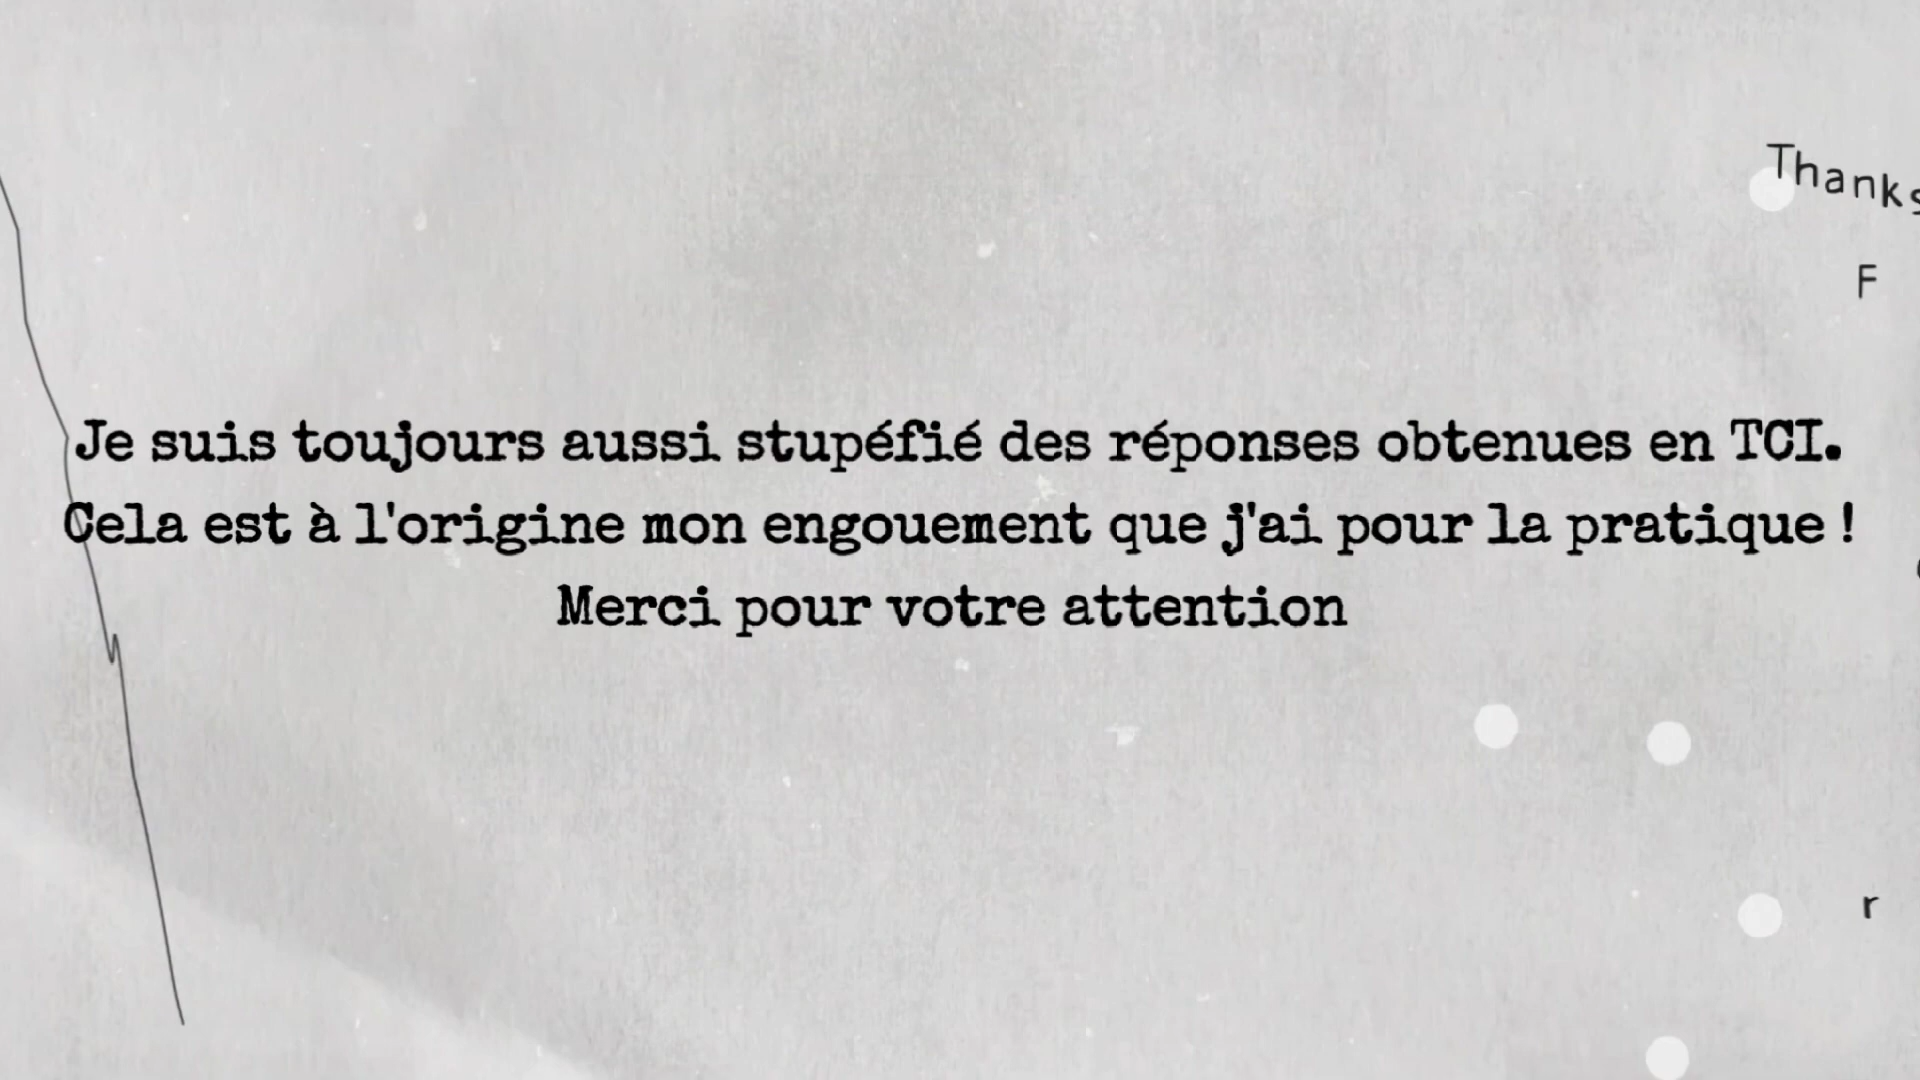 Thanks
F
Je suis toujours aussi stupéfié des réponses obtenues en TCI.
Cela est à l'origine mon engouement que j'ai pour la pratique !
Merci pour votre attention
r